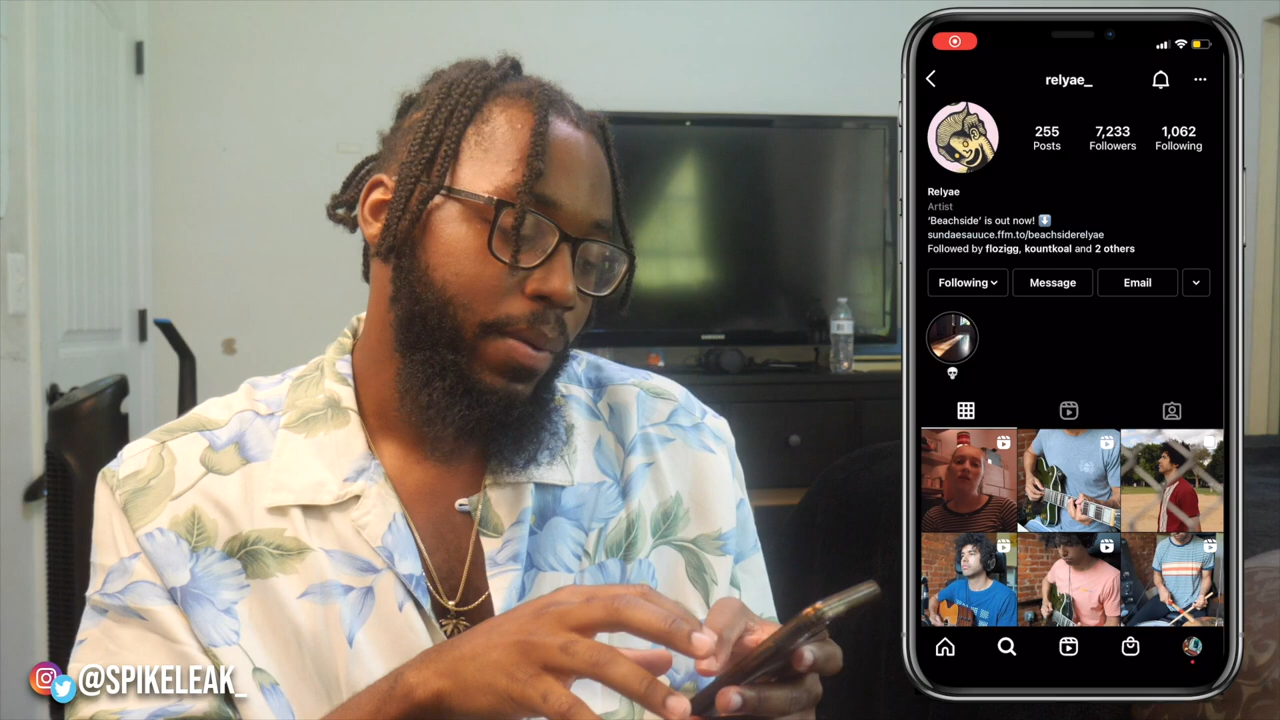 relyae_
255
Posts
7,233
Followers
1,062
Following
Relyae
Artist
‘Beachside’ is out now! ⬇️
sundaesauuce.ffm.to/beachsiderelyae
Followed by flozigg, kountkoal and 2 others
Following
Message
Email
SAMSUNG
@SPIKELEAK_